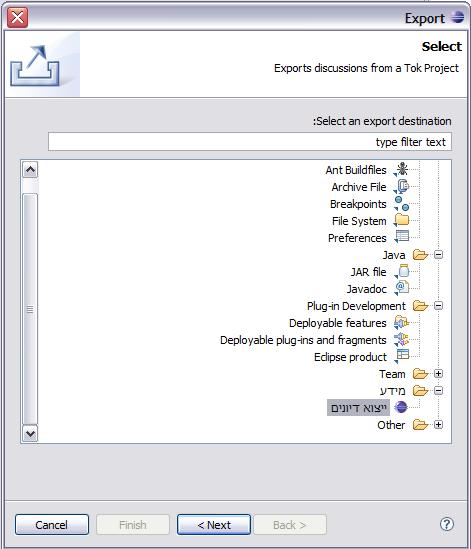 Export
Select
Exports discussions from a Tok Project
:Select an export destination
type filter text
Ant Buildfiles
Archive File
Breakpoints
File System
Preferences
Java
JAR file
Javadoc
Plug-in Development
Deployable features
Deployable plug-ins and fragments
Eclipse product
Team
מידע
ייצוא דיונים
Other
Cancel
Finish
< Next
Back >